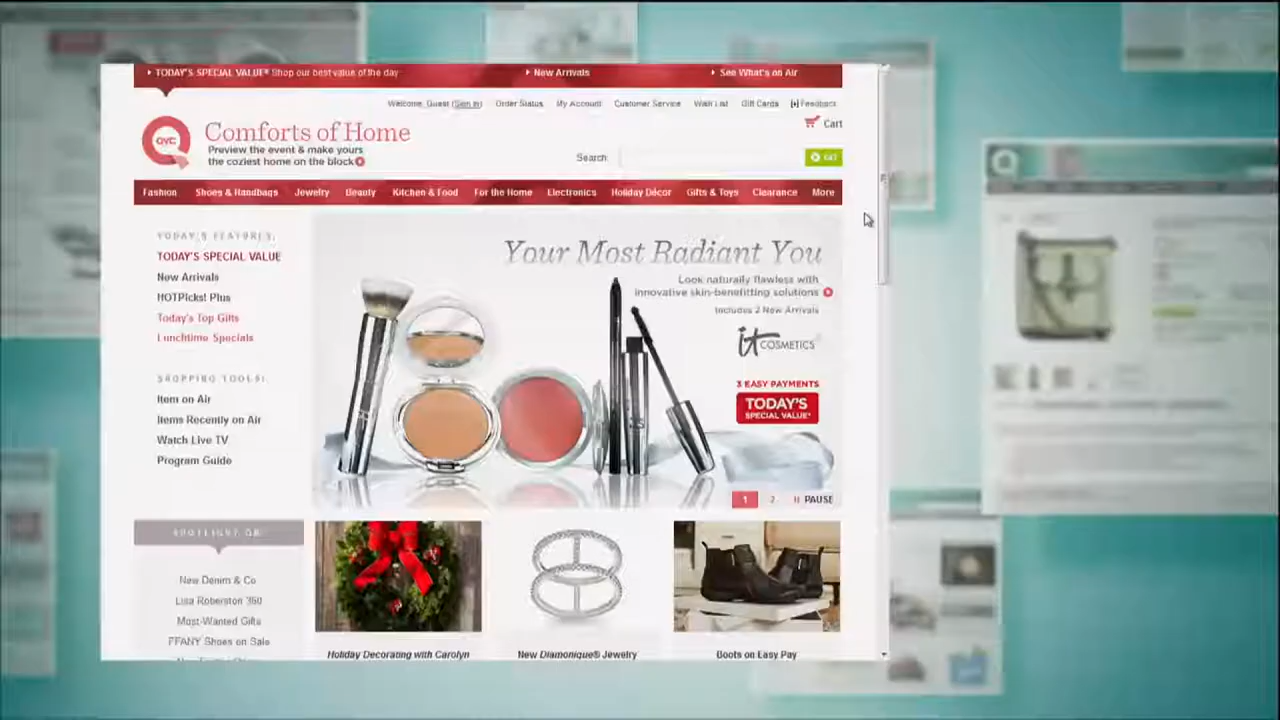 TODAY'S SPECIAL VALUE® Shop our best value of the day
New Arrivals
See What's on Air
Welcome, Guest (Sign In) Order Status My Account Customer Service Wish List Gift Cards [+] Feedback
QVC
Comforts of Home
Preview the event & make yours
the coziest home on the block
Cart
Search:
Fashion Shoes & Handbags Jewelry Beauty Kitchen & Food For the Home Electronics Holiday Décor Gifts & Toys Clearance More
TODAY'S FEATURES:
TODAY'S SPECIAL VALUE
New Arrivals
HOTPicks! Plus
Today's Top Gifts
Lunchtime Specials
SHOPPING TOOLS:
Item on Air
Items Recently on Air
Watch Live TV
Program Guide
Your Most Radiant You
Look naturally flawless with
innovative skin-benefitting solutions
Includes 2 New Arrivals
it COSMETICS
3 EASY PAYMENTS
TODAY'S
SPECIAL VALUE®
1 2 II PAUSE
SPOTLIGHT ON:
New Denim & Co
Lisa Roberston 360
Most-Wanted Gifts
FFANY Shoes on Sale
Holiday Decorating with Carolyn
New Diamonique® Jewelry
Boots on Easy Pay